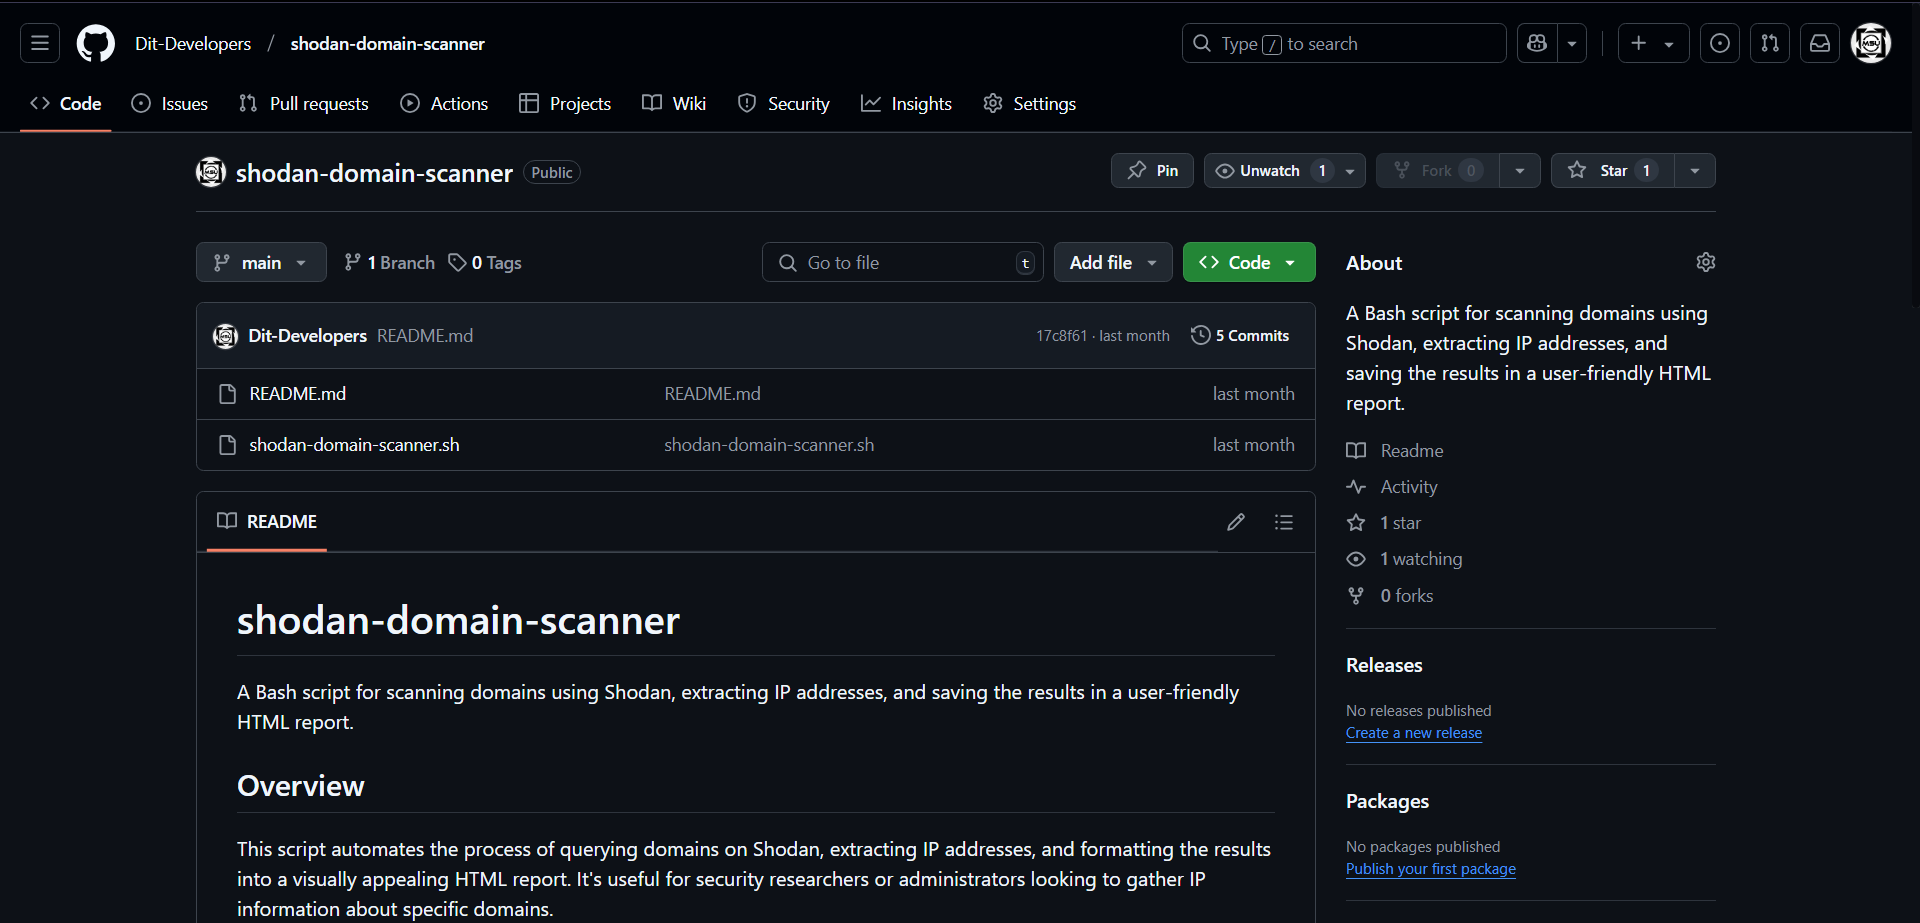 Dit-Developers / shodan-domain-scanner
Type / to search
Code
Issues
Pull requests
Actions
Projects
Wiki
Security
Insights
Settings
shodan-domain-scanner Public
Pin
Unwatch 1
Fork 0
Star 1
main
1 Branch
0 Tags
Go to file t
Add file
Code
Dit-Developers README.md
17c8f61 · last month
5 Commits
README.md README.md last month
shodan-domain-scanner.sh shodan-domain-scanner.sh last month
README
shodan-domain-scanner
A Bash script for scanning domains using Shodan, extracting IP addresses, and saving the results in a user-friendly
HTML report.
Overview
This script automates the process of querying domains on Shodan, extracting IP addresses, and formatting the results
into a visually appealing HTML report. It's useful for security researchers or administrators looking to gather IP
information about specific domains.
About
A Bash script for scanning domains using
Shodan, extracting IP addresses, and
saving the results in a user-friendly HTML
report.
Readme
Activity
1 star
1 watching
0 forks
Releases
No releases published
Create a new release
Packages
No packages published
Publish your first package